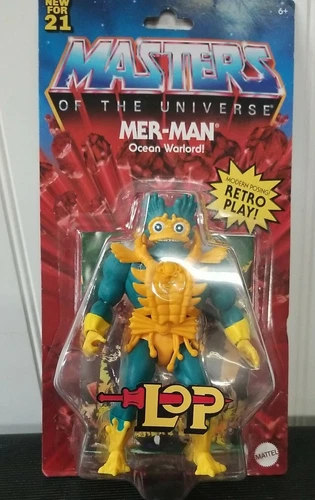 NEW
FOR
21
6+
MASTERS
OF THE UNIVERSE®
MER-MAN®
Ocean Warlord!
MODERN POSING!
RETRO
PLAY!
LOP
MATTEL